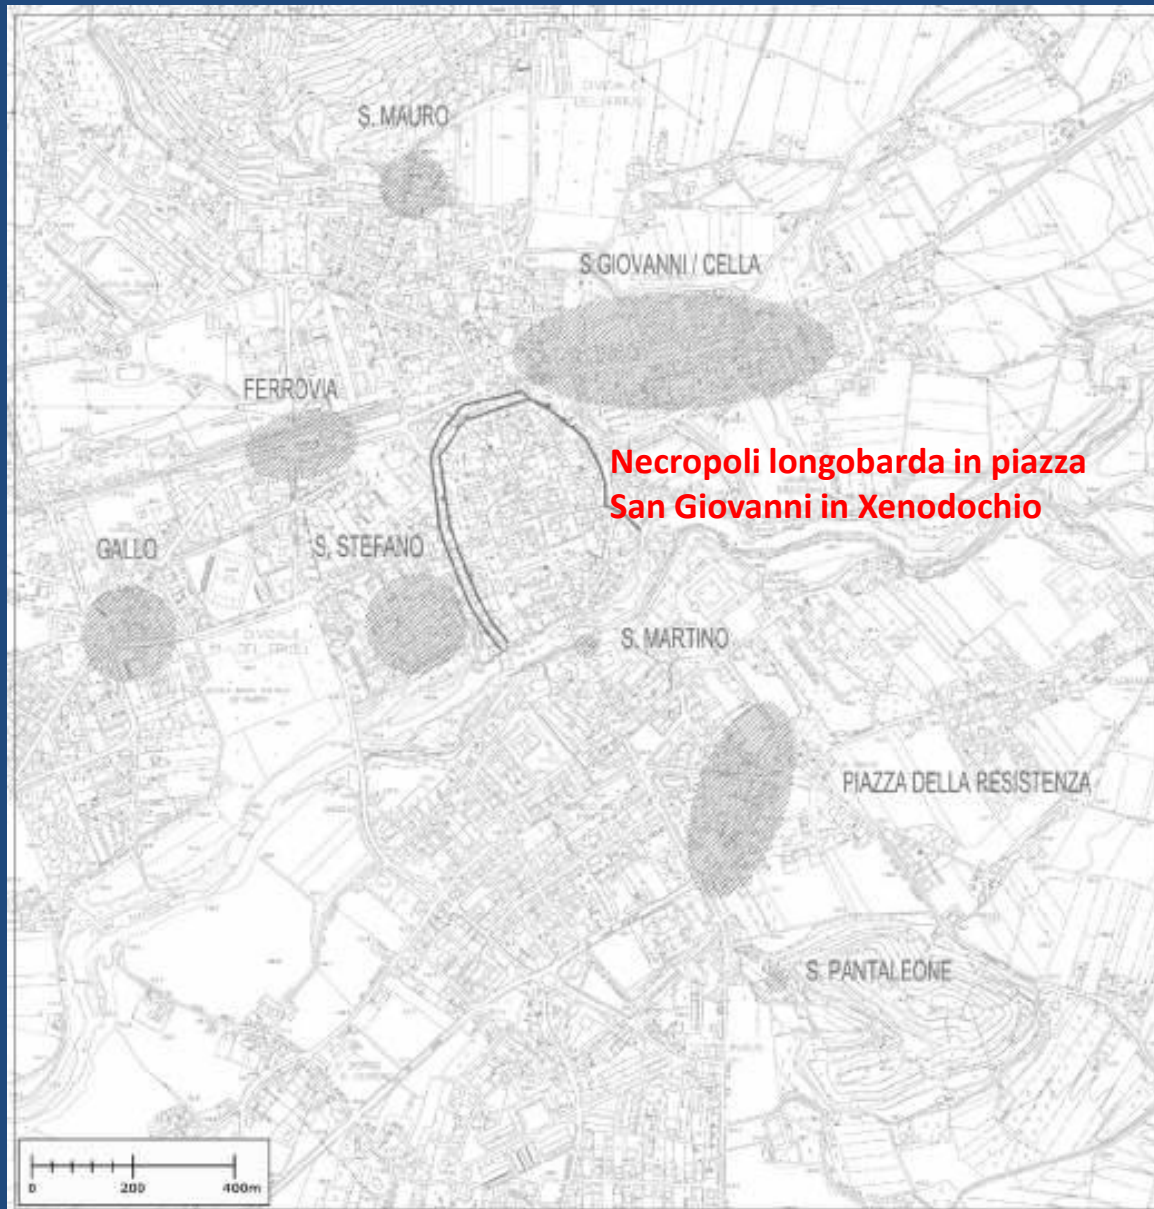 S. MAURO
S.GIOVANNI / CELLA
FERROVIA
Necropoli longobarda in piazza
San Giovanni in Xenodochio
GALLO
S. STEFANO
S. MARTINO
PIAZZA DELLA RESISTENZA
S. PANTALEONE
0 200 400m